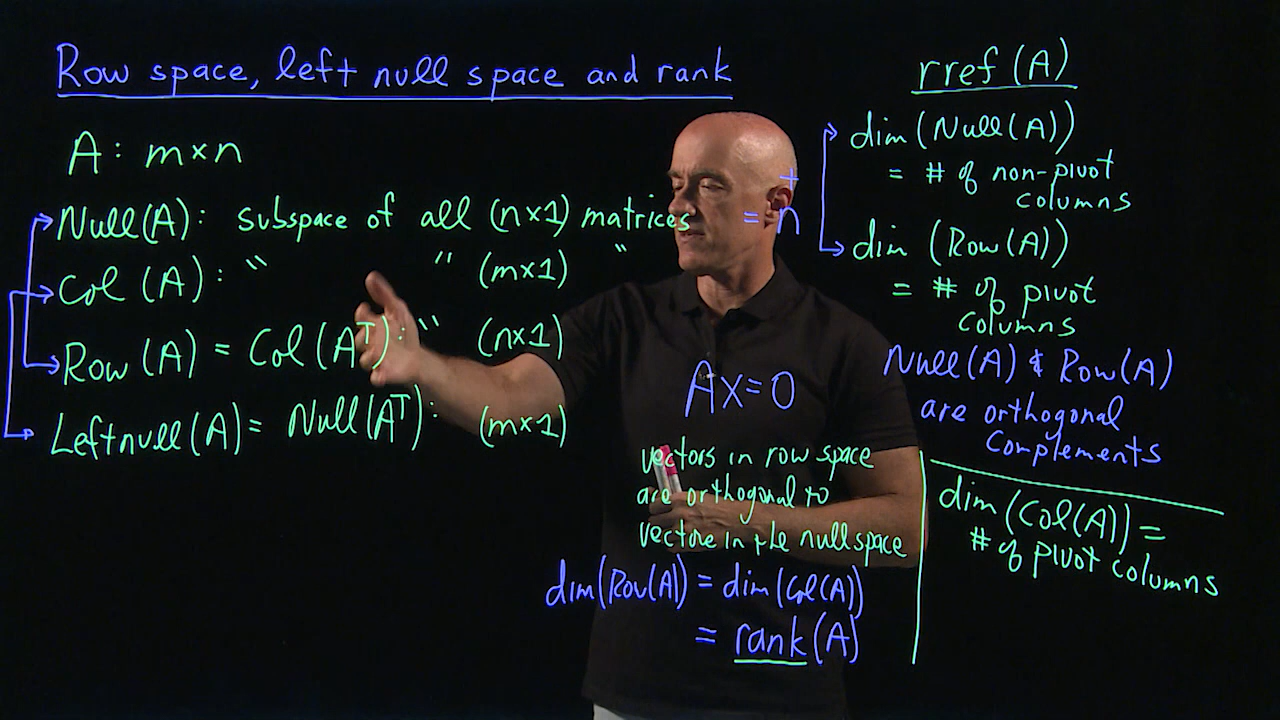 Row space, left null space and rank
A: m×n
Null(A): subspace of all (n×1) matrices
Col (A): " " (m×1) "
Row (A) = Col (Aᵀ): " (n×1)
Leftnull(A) = Null(Aᵀ): (m×1)
Ax=0
vectors in row space
are orthogonal to
vectors in the nullspace
dim(Row(A)) = dim(Col(A))
= rank(A)
rref (A)
dim (Null(A))
= # of non-pivot
columns
+
= n
dim (Row(A))
= # of pivot
columns
Null(A) & Row(A)
are orthogonal
Complements
dim(Col(A)) =
# of pivot columns